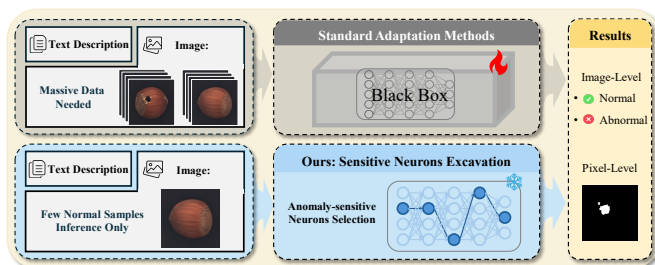 Text Description
Image:
Massive Data
Needed
Standard Adaptation Methods
Black Box
Results
Image-Level
• Normal
• Abnormal
Pixel-Level
Text Description
Image:
Few Normal Samples
Inference Only
Ours: Sensitive Neurons Excavation
Anomaly-sensitive
Neurons Selection